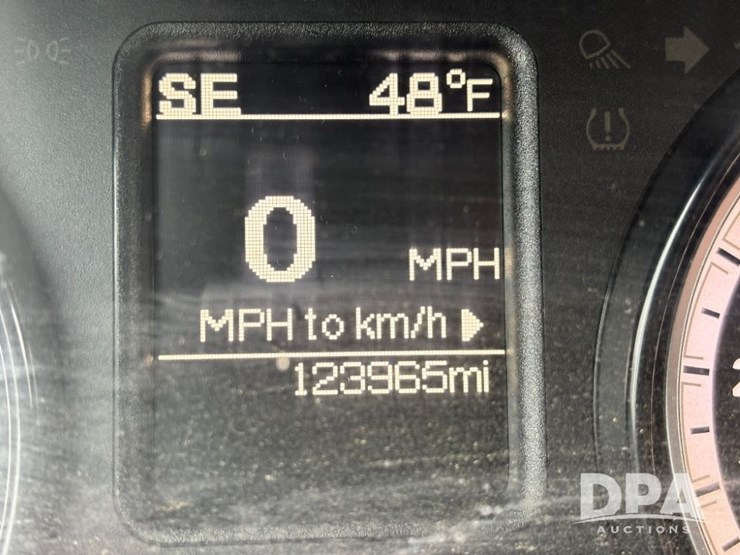 SE 48°F
0 MPH
MPH to km/h
123965mi
DPA
AUCTIONS